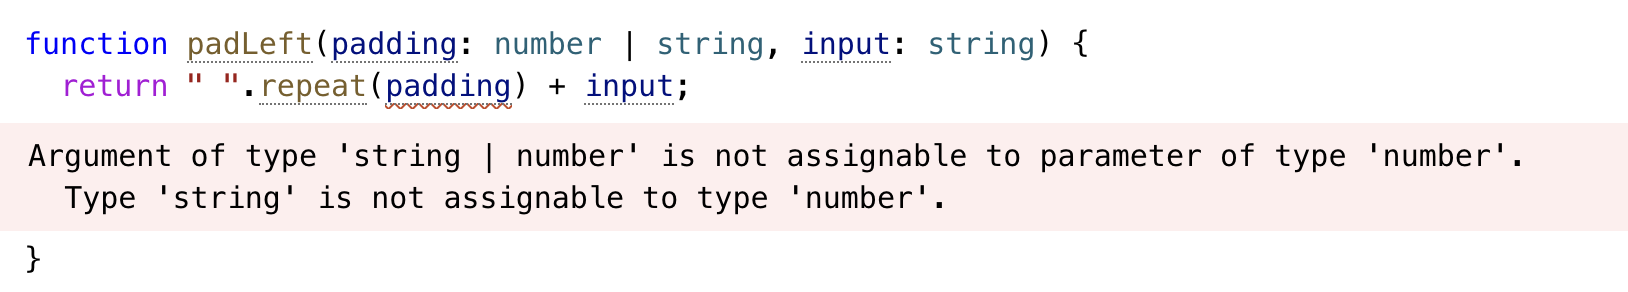 function padLeft(padding: number | string, input: string) {
  return " ".repeat(padding) + input;
Argument of type 'string | number' is not assignable to parameter of type 'number'.
  Type 'string' is not assignable to type 'number'.
}